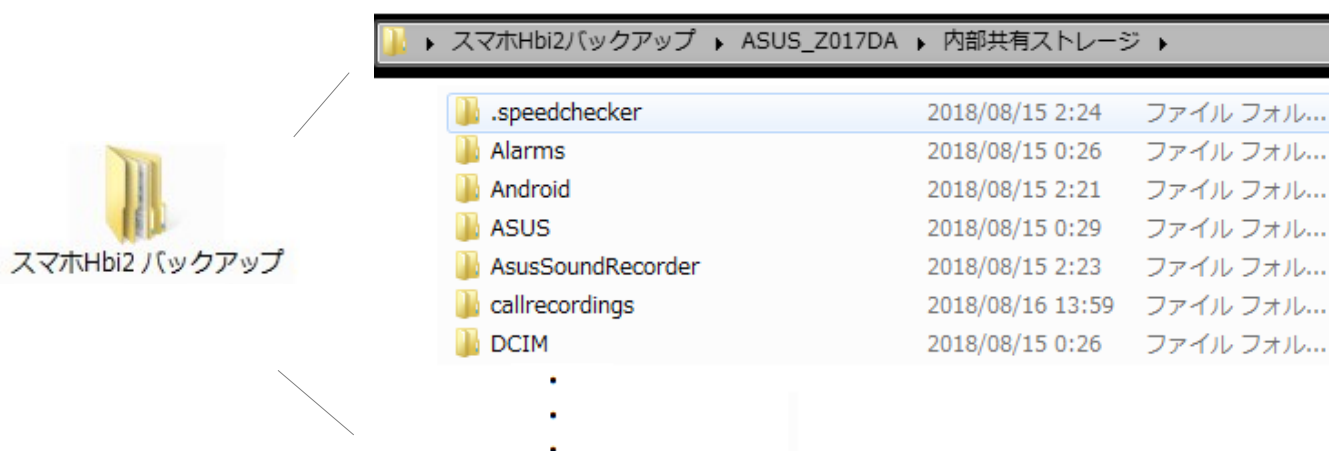 スマホHbi2バックアップ ▸ ASUS_Z017DA ▸ 内部共有ストレージ ▸
.speedchecker 2018/08/15 2:24 ファイル フォル...
Alarms 2018/08/15 0:26 ファイル フォル...
Android 2018/08/15 2:21 ファイル フォル...
ASUS 2018/08/15 0:29 ファイル フォル...
AsusSoundRecorder 2018/08/15 2:23 ファイル フォル...
callrecordings 2018/08/16 13:59 ファイル フォル...
DCIM 2018/08/15 0:26 ファイル フォル...
スマホHbi2 バックアップ